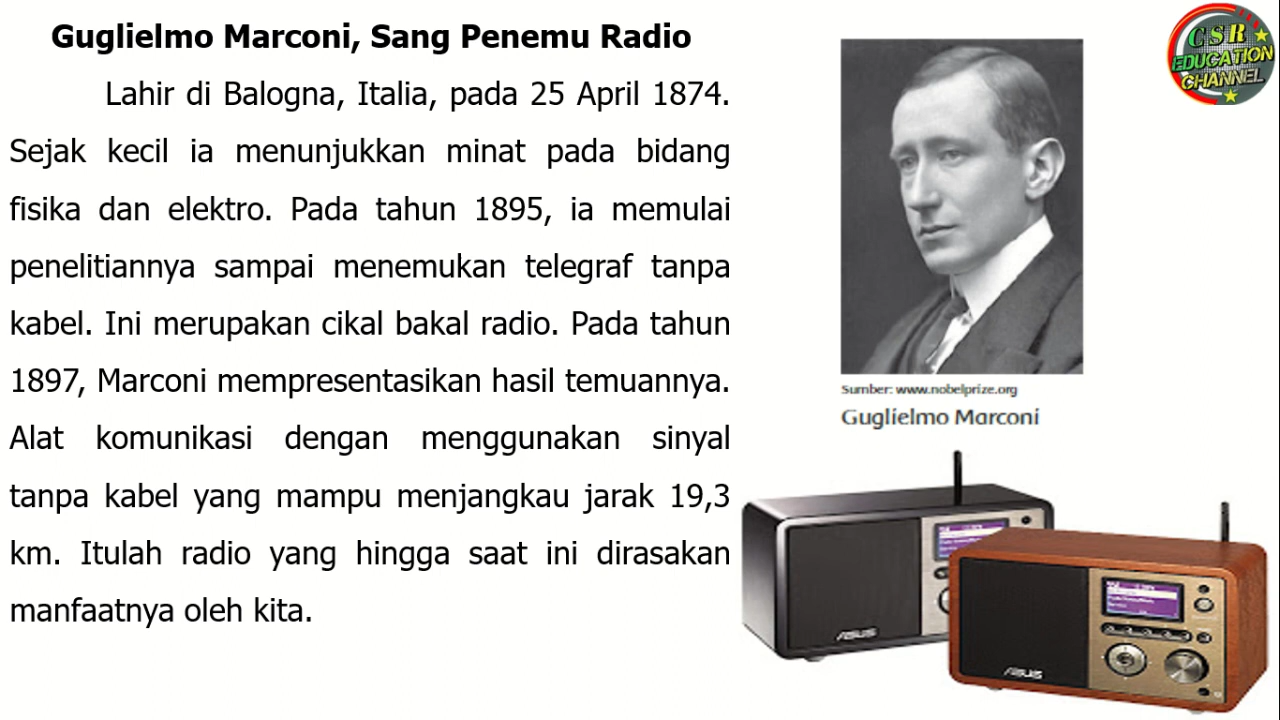 Guglielmo Marconi, Sang Penemu Radio
Lahir di Balogna, Italia, pada 25 April 1874.
Sejak kecil ia menunjukkan minat pada bidang
fisika dan elektro. Pada tahun 1895, ia memulai
penelitiannya sampai menemukan telegraf tanpa
kabel. Ini merupakan cikal bakal radio. Pada tahun
1897, Marconi mempresentasikan hasil temuannya.
Alat komunikasi dengan menggunakan sinyal
tanpa kabel yang mampu menjangkau jarak 19,3
km. Itulah radio yang hingga saat ini dirasakan
manfaatnya oleh kita.
CSR
EDUCATION
CHANNEL
Sumber: www.nobelprize.org
Guglielmo Marconi
ASUS
ASUS